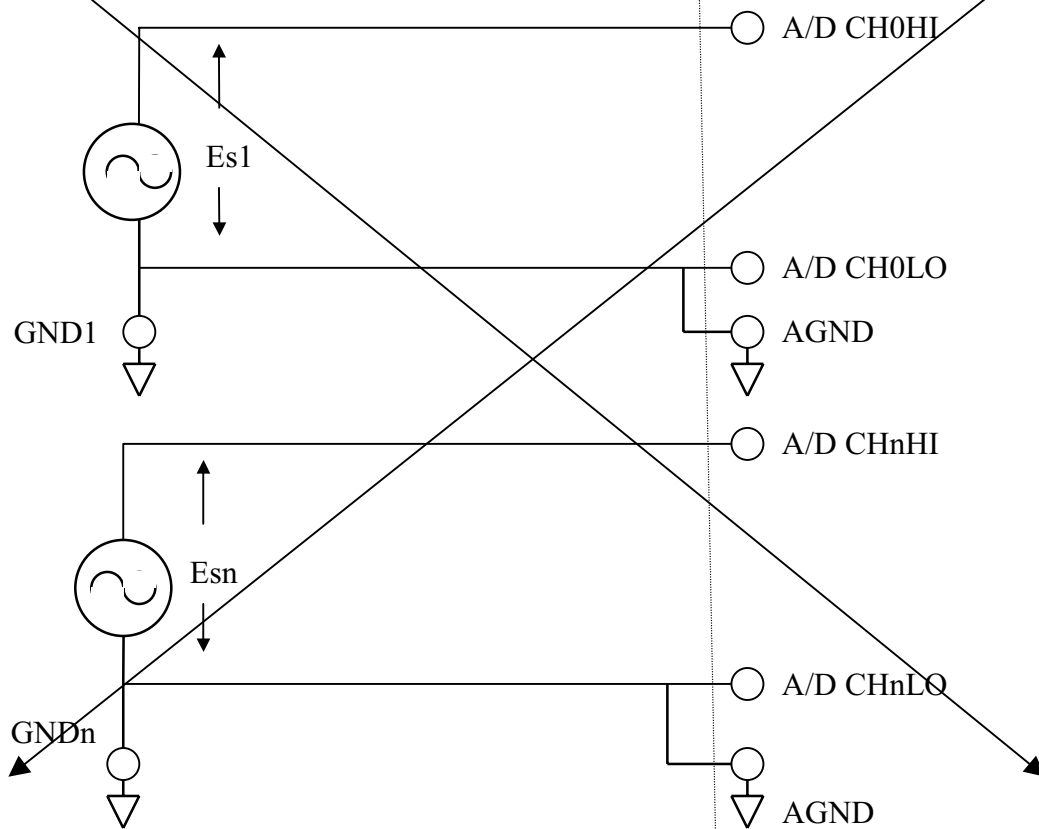 A/D CH0HI
Es1
A/D CH0LO
GND1
AGND
A/D CHnHI
Esn
A/D CHnLO
GNDn
AGND